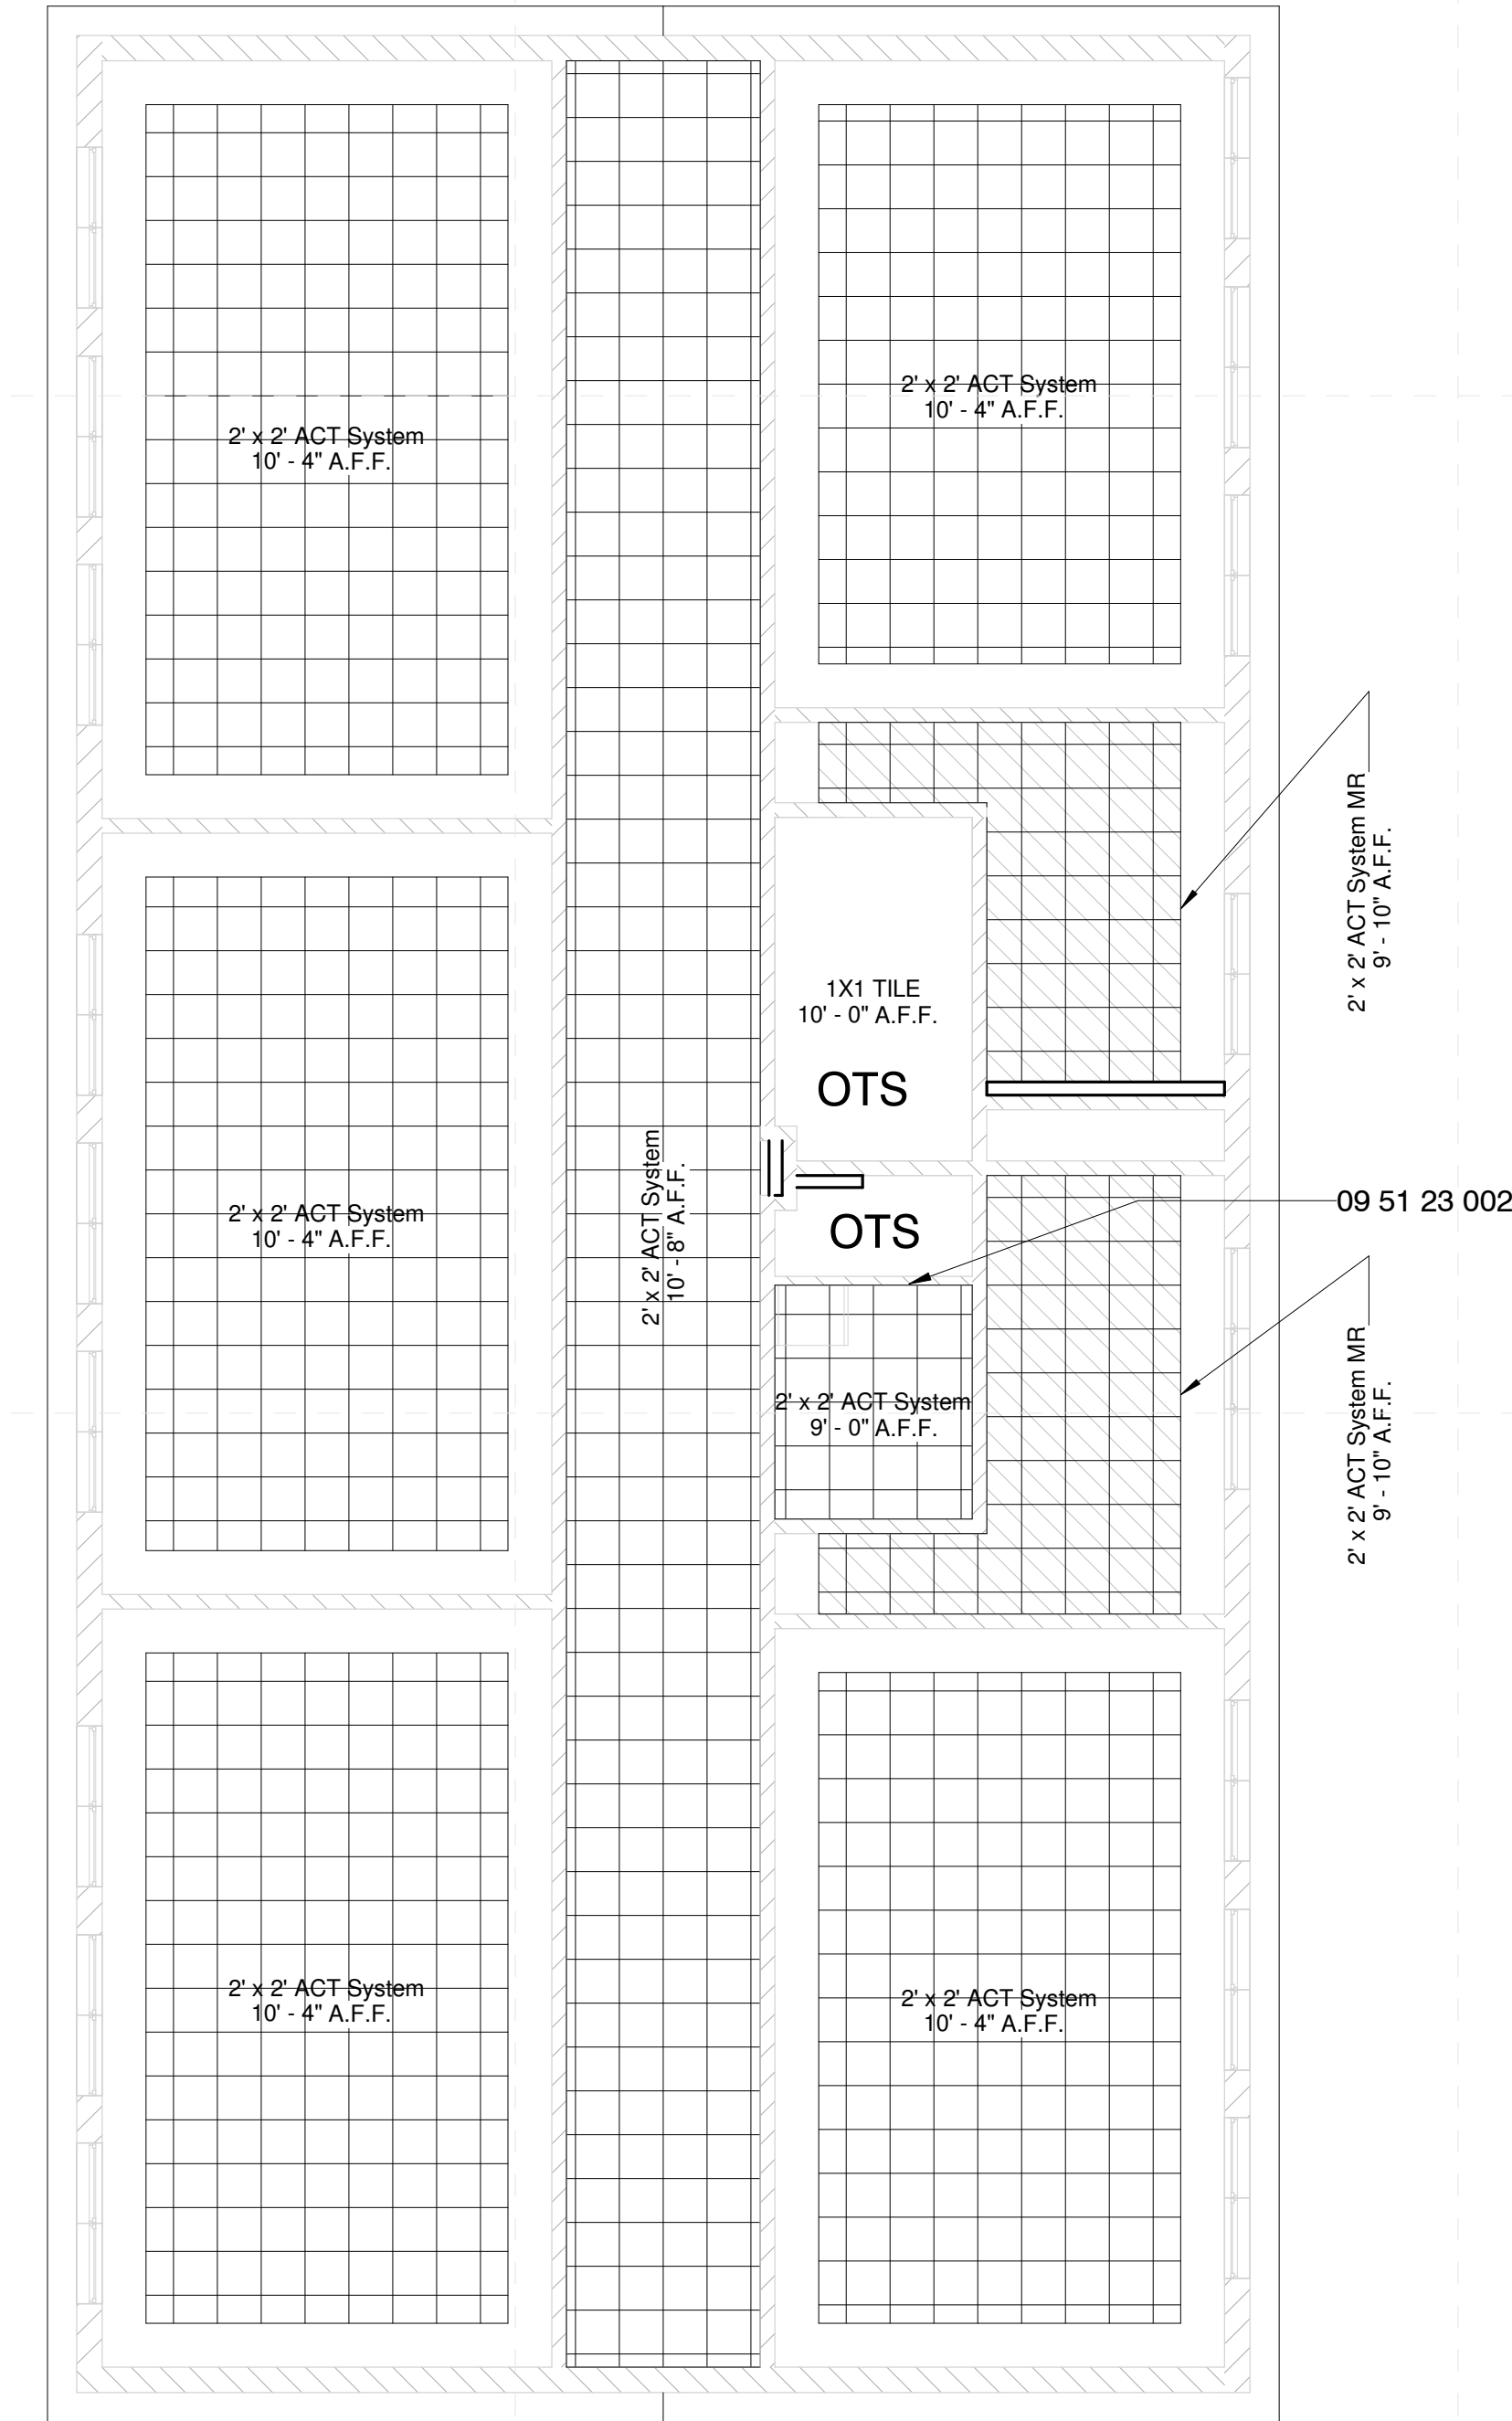 2' x 2' ACT System
10' - 4" A.F.F.
2' x 2' ACT System
10' - 4" A.F.F.
2' x 2' ACT System MR
9' - 10" A.F.F.
1X1 TILE
10' - 0" A.F.F.
OTS
2' x 2' ACT System
10' - 4" A.F.F.
2' x 2' ACT System
10' - 8" A.F.F.
OTS
09 51 23 002
2' x 2' ACT System
9' - 0" A.F.F.
2' x 2' ACT System MR
9' - 10" A.F.F.
2' x 2' ACT System
10' - 4" A.F.F.
2' x 2' ACT System
10' - 4" A.F.F.